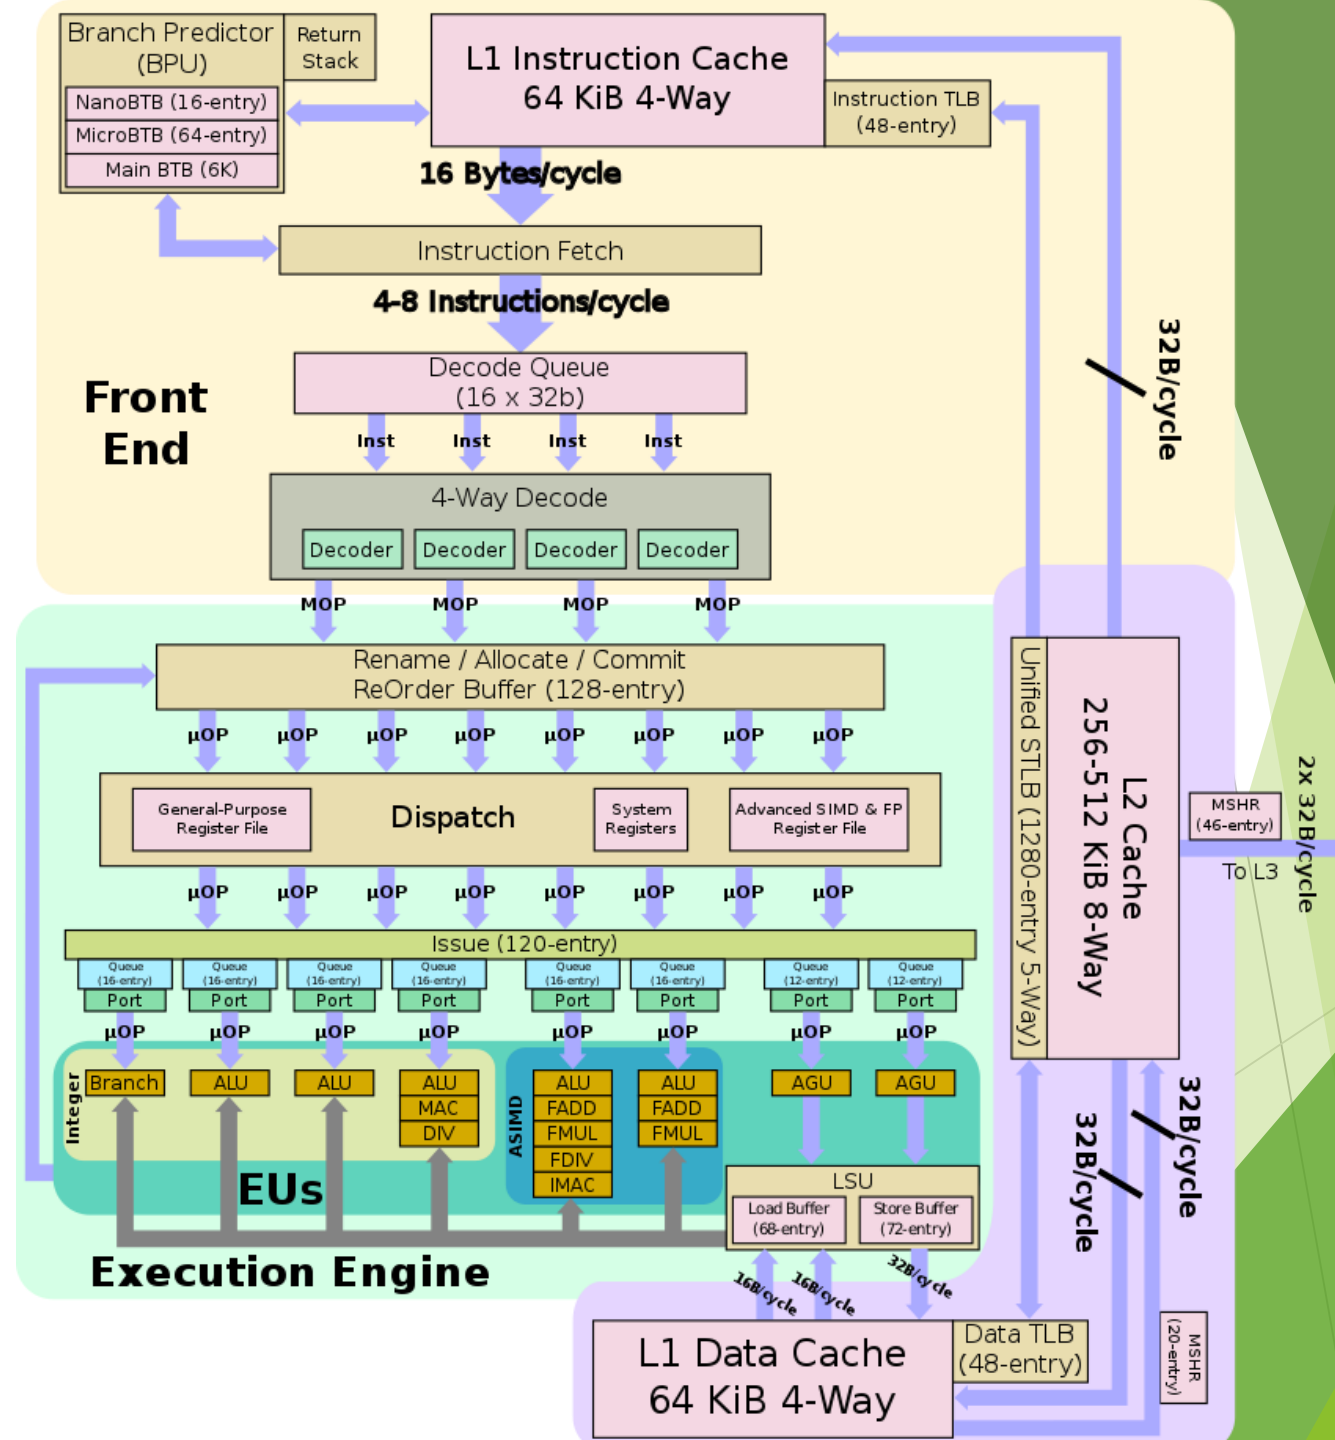 Branch Predictor
(BPU)
Return
Stack
NanoBTB (16-entry)
MicroBTB (64-entry)
Main BTB (6K)
L1 Instruction Cache
64 KiB 4-Way
Instruction TLB
(48-entry)
16 Bytes/cycle
Instruction Fetch
4-8 Instructions/cycle
32B/cycle
Decode Queue
(16 x 32b)
Front
End
Inst
Inst
Inst
Inst
4-Way Decode
Decoder
Decoder
Decoder
Decoder
MOP
MOP
MOP
MOP
Rename / Allocate / Commit
ReOrder Buffer (128-entry)
µOP
µOP
µOP
µOP
µOP
µOP
µOP
µOP
General-Purpose
Register File
Dispatch
System
Registers
Advanced SIMD & FP
Register File
µOP
µOP
µOP
µOP
µOP
µOP
µOP
µOP
Issue (120-entry)
Queue
(16-entry)
Queue
(16-entry)
Queue
(16-entry)
Queue
(16-entry)
Queue
(16-entry)
Queue
(16-entry)
Queue
(12-entry)
Queue
(12-entry)
Port
Port
Port
Port
Port
Port
Port
Port
µOP
µOP
µOP
µOP
µOP
µOP
µOP
µOP
Integer
Branch
ALU
ALU
ALU
MAC
DIV
ASIMD
ALU
FADD
FMUL
FDIV
IMAC
ALU
FADD
FMUL
AGU
AGU
EUs
LSU
Load Buffer
(68-entry)
Store Buffer
(72-entry)
Execution Engine
16B/cycle
16B/cycle
32B/cycle
L1 Data Cache
64 KiB 4-Way
Data TLB
(48-entry)
Unified STLB (1280-entry 5-Way)
L2 Cache
256-512 KiB 8-Way
MSHR
(46-entry)
To L3
2x 32B/cycle
32B/cycle
32B/cycle
MSHR
(20-entry)